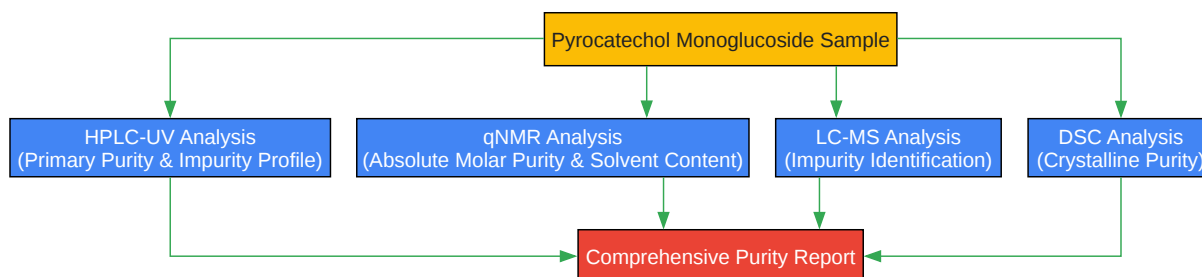 Pyrocatechol Monoglucoside Sample
HPLC-UV Analysis
(Primary Purity & Impurity Profile)
qNMR Analysis
(Absolute Molar Purity & Solvent Content)
LC-MS Analysis
(Impurity Identification)
DSC Analysis
(Crystalline Purity)
Comprehensive Purity Report